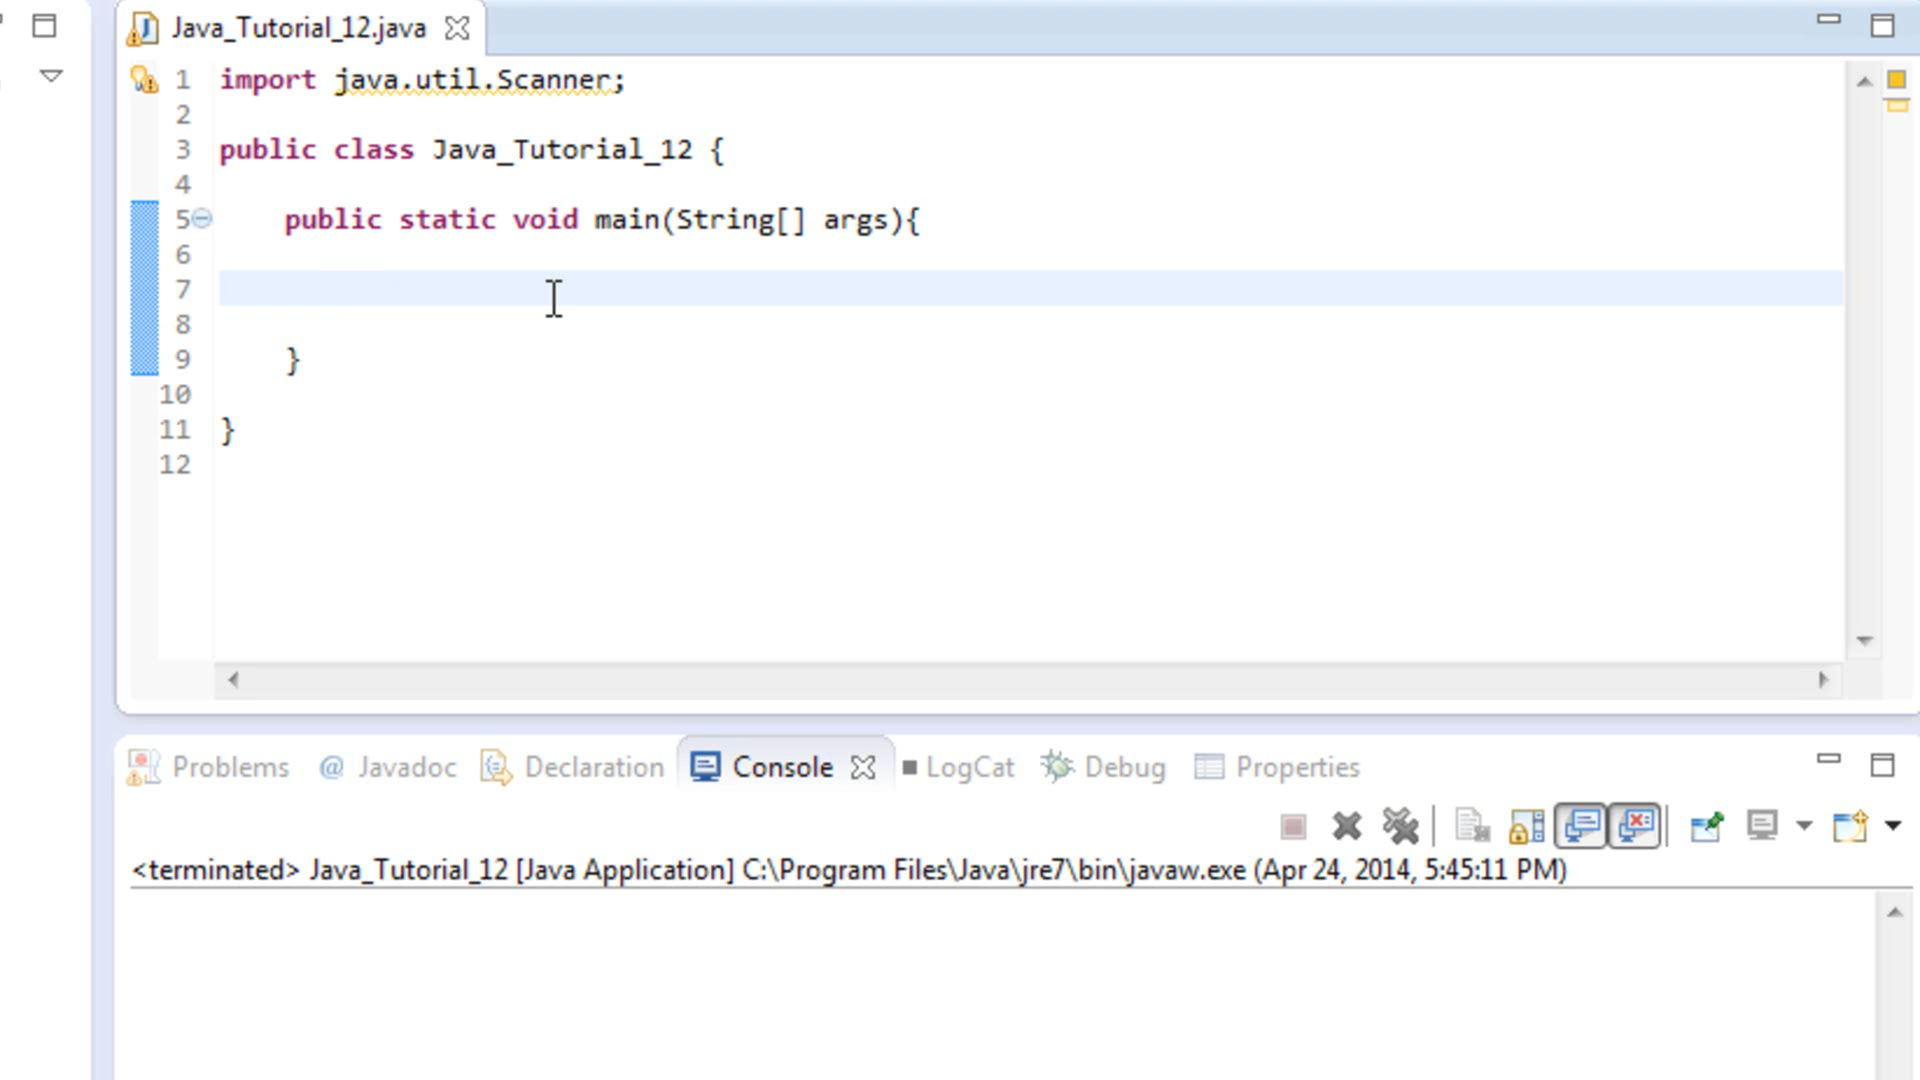 Java_Tutorial_12.java
1 import java.util.Scanner;
2
3 public class Java_Tutorial_12 {
4
5 public static void main(String[] args){
6
7
8
9 }
10
11 }
12
Problems @ Javadoc Declaration Console LogCat Debug Properties
<terminated> Java_Tutorial_12 [Java Application] C:\Program Files\Java\jre7\bin\javaw.exe (Apr 24, 2014, 5:45:11 PM)